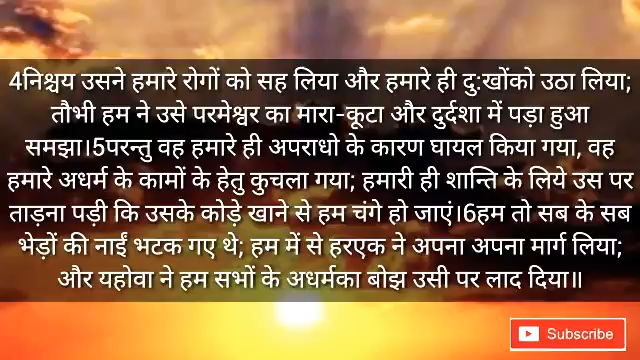 4निश्चय उसने हमारे रोगों को सह लिया और हमारे ही दु:खोंको उठा लिया;
तौभी हम ने उसे परमेश्वर का मारा-कूटा और दुर्दशा में पड़ा हुआ
समझा।5परन्तु वह हमारे ही अपराधो के कारण घायल किया गया, वह
हमारे अधर्म के कामों के हेतु कुचला गया; हमारी ही शान्ति के लिये उस पर
ताड़ना पड़ी कि उसके कोड़े खाने से हम चंगे हो जाएं।6हम तो सब के सब
भेड़ों की नाईं भटक गए थे; हम में से हरएक ने अपना अपना मार्ग लिया;
और यहोवा ने हम सभों के अधर्मका बोझ उसी पर लाद दिया॥
Subscribe